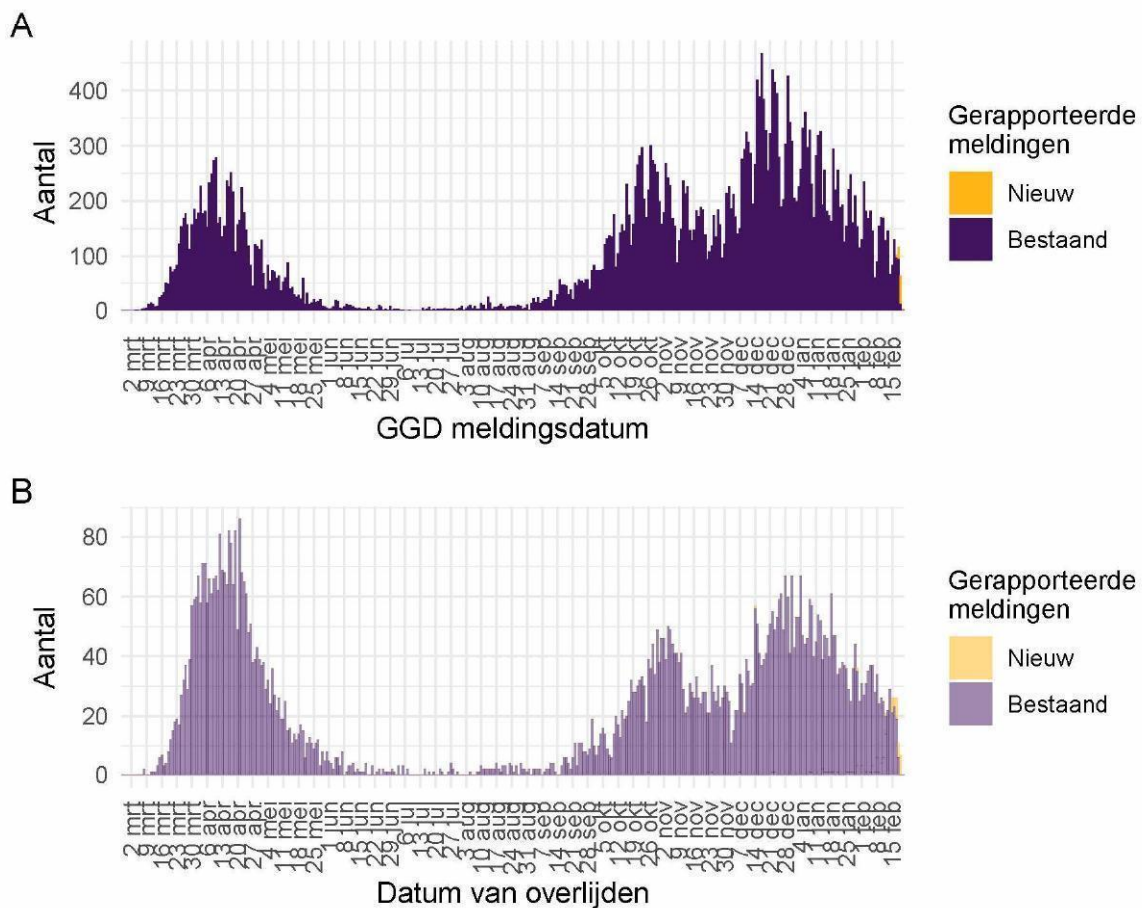 A
Aantal
400
300
200
100
0
2 mrt
9 mrt
16 mrt
23 mrt
30 mrt
6 apr
13 apr
20 apr
27 apr
4 mei
11 mei
18 mei
25 mei
1 jun
8 jun
15 jun
22 jun
29 jun
6 jul
13 jul
20 jul
27 jul
3 aug
10 aug
17 aug
24 aug
31 aug
7 sep
14 sep
21 sep
28 sep
5 okt
12 okt
19 okt
26 okt
2 nov
9 nov
16 nov
23 nov
30 nov
7 dec
14 dec
21 dec
28 dec
4 jan
11 jan
18 jan
25 jan
1 feb
8 feb
15 feb
GGD meldingsdatum
Gerapporteerde
meldingen
Nieuw
Bestaand
B
Aantal
80
60
40
20
0
2 mrt
9 mrt
16 mrt
23 mrt
30 mrt
6 apr
13 apr
20 apr
27 apr
4 mei
11 mei
18 mei
25 mei
1 jun
8 jun
15 jun
22 jun
29 jun
6 jul
13 jul
20 jul
27 jul
3 aug
10 aug
17 aug
24 aug
31 aug
7 sep
14 sep
21 sep
28 sep
5 okt
12 okt
19 okt
26 okt
2 nov
9 nov
16 nov
23 nov
30 nov
7 dec
14 dec
21 dec
28 dec
4 jan
11 jan
18 jan
25 jan
1 feb
8 feb
15 feb
Datum van overlijden
Gerapporteerde
meldingen
Nieuw
Bestaand